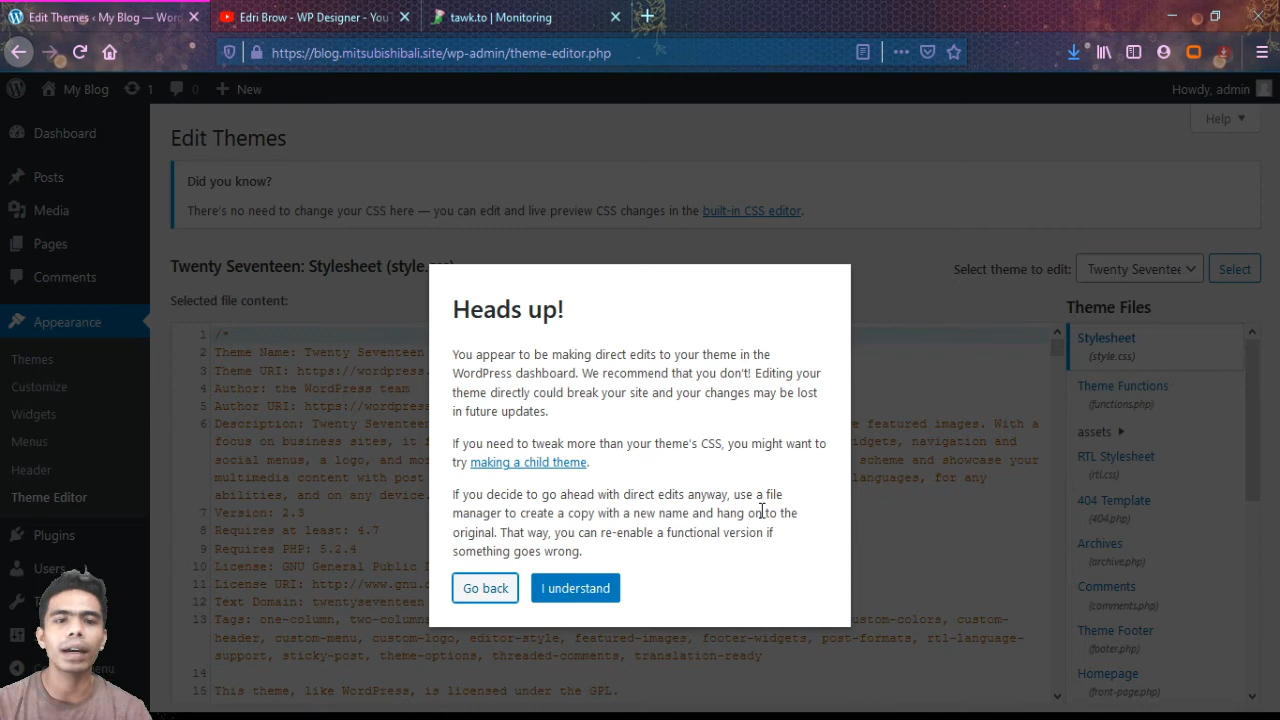 Edit Themes ‹ My Blog — Word
Edri Brow - WP Designer - You
tawk.to | Monitoring
https://blog.mitsubishibali.site/wp-admin/theme-editor.php
My Blog
1
0
New
Howdy, admin
Dashboard
Posts
Media
Pages
Comments
Appearance
Themes
Customize
Widgets
Menus
Header
Theme Editor
Plugins
Users
Edit Themes
Help
Did you know?
There's no need to change your CSS here — you can edit and live preview CSS changes in the built-in CSS editor.
Twenty Seventeen: Stylesheet (style.
Select theme to edit:
Twenty Sevente
Select
Selected file content:
1 /*
2 Theme Name: Twenty Seventeen
3 Theme URI: https://wordpress.
4 Author: the WordPress team
5 Author URI: https://wordpress
6 Description: Twenty Seventeen
e featured images. With a
focus on business sites, it f
idgets, navigation and
social menus, a logo, and mor
scheme and showcase your
multimedia content with post
languages, for any
abilities, and on any device.
7 Version: 2.3
8 Requires at least: 4.7
9 Requires PHP: 5.2.4
10 License: GNU General Public
11 License URI: http://www.gnu.o
12 Text Domain: twentyseventeen
13 Tags: one-column, two-columns
custom-colors, custom-
header, custom-menu, custom-logo, editor-style, featured-images, footer-widgets, post-formats, rtl-language-
support, sticky-post, theme-options, threaded-comments, translation-ready
14
15 This theme, like WordPress, is licensed under the GPL.
Theme Files
Stylesheet
(style.css)
Theme Functions
(functions.php)
assets
RTL Stylesheet
(rtl.css)
404 Template
(404.php)
Archives
(archive.php)
Comments
(comments.php)
Theme Footer
(footer.php)
Homepage
(front-page.php)
Heads up!
You appear to be making direct edits to your theme in the
WordPress dashboard. We recommend that you don't! Editing your
theme directly could break your site and your changes may be lost
in future updates.
If you need to tweak more than your theme's CSS, you might want to
try making a child theme.
If you decide to go ahead with direct edits anyway, use a file
manager to create a copy with a new name and hang on to the
original. That way, you can re-enable a functional version if
something goes wrong.
Go back
I understand